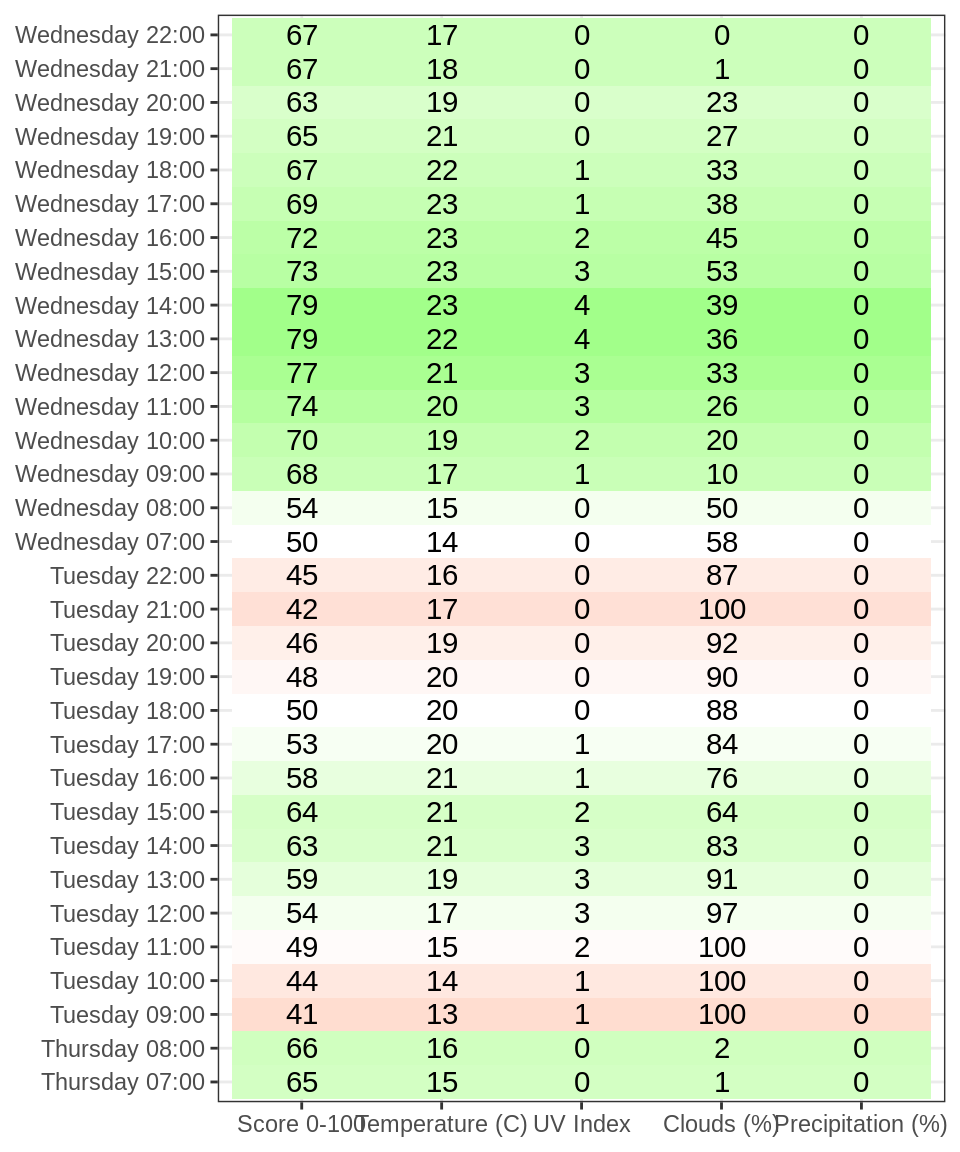 Wednesday 22:00 67 17 0 0 0
Wednesday 21:00 67 18 0 1 0
Wednesday 20:00 63 19 0 23 0
Wednesday 19:00 65 21 0 27 0
Wednesday 18:00 67 22 1 33 0
Wednesday 17:00 69 23 1 38 0
Wednesday 16:00 72 23 2 45 0
Wednesday 15:00 73 23 3 53 0
Wednesday 14:00 79 23 4 39 0
Wednesday 13:00 79 22 4 36 0
Wednesday 12:00 77 21 3 33 0
Wednesday 11:00 74 20 3 26 0
Wednesday 10:00 70 19 2 20 0
Wednesday 09:00 68 17 1 10 0
Wednesday 08:00 54 15 0 50 0
Wednesday 07:00 50 14 0 58 0
Tuesday 22:00 45 16 0 87 0
Tuesday 21:00 42 17 0 100 0
Tuesday 20:00 46 19 0 92 0
Tuesday 19:00 48 20 0 90 0
Tuesday 18:00 50 20 0 88 0
Tuesday 17:00 53 20 1 84 0
Tuesday 16:00 58 21 1 76 0
Tuesday 15:00 64 21 2 64 0
Tuesday 14:00 63 21 3 83 0
Tuesday 13:00 59 19 3 91 0
Tuesday 12:00 54 17 3 97 0
Tuesday 11:00 49 15 2 100 0
Tuesday 10:00 44 14 1 100 0
Tuesday 09:00 41 13 1 100 0
Thursday 08:00 66 16 0 2 0
Thursday 07:00 65 15 0 1 0
Score 0-100 Temperature (C) UV Index Clouds (%) Precipitation (%)